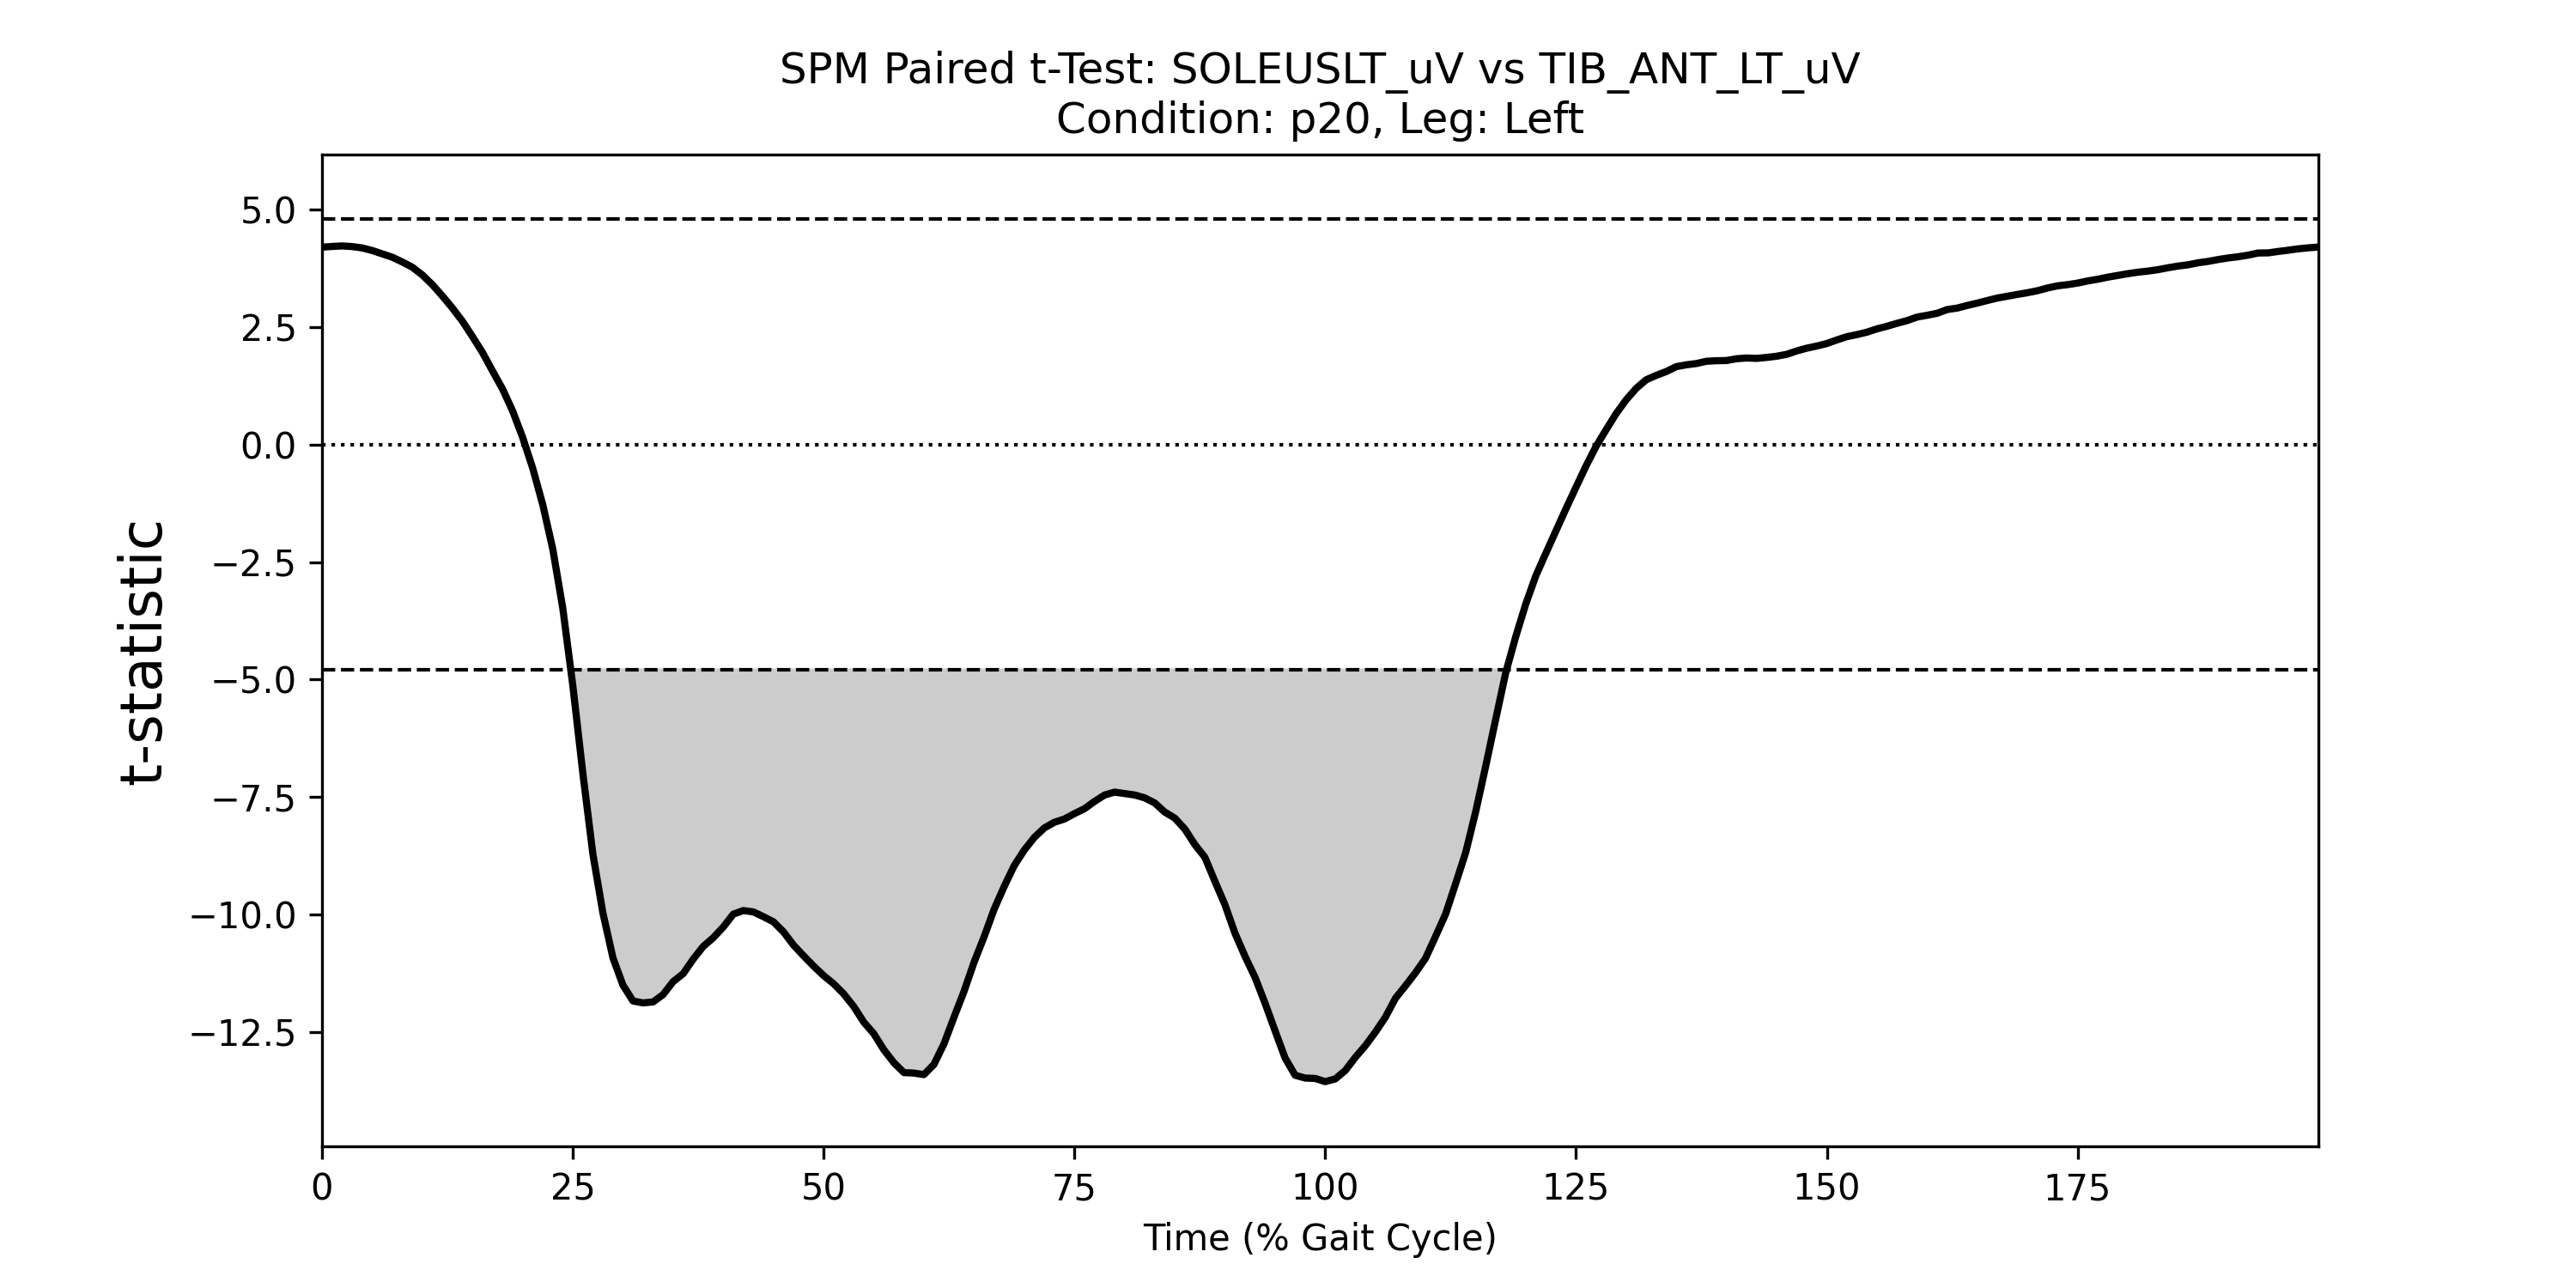 SPM Paired t-Test: SOLEUSLT_uV vs TIB_ANT_LT_uV
Condition: p20, Leg: Left
t-statistic
5.0
2.5
0.0
−2.5
−5.0
−7.5
−10.0
−12.5
0 25 50 75 100 125 150 175
Time (% Gait Cycle)